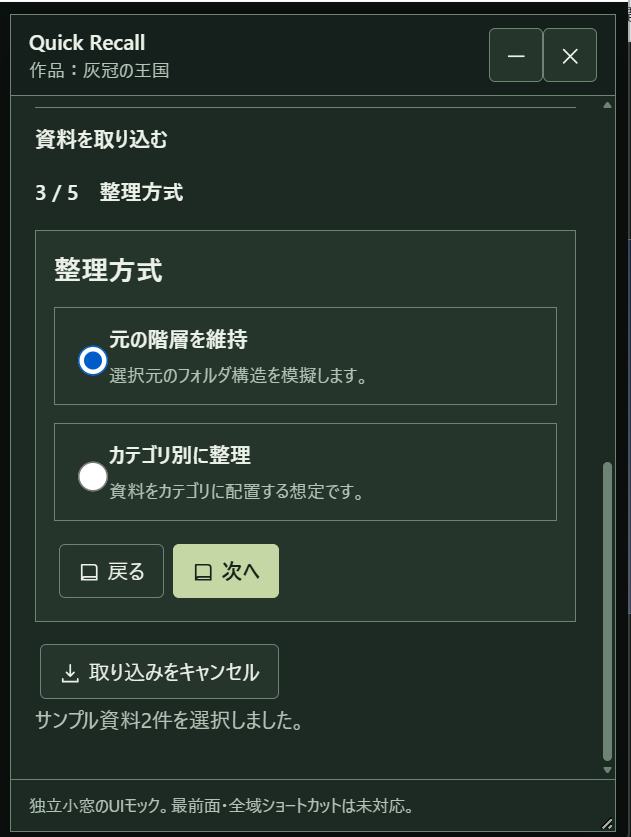 Quick Recall
作品：灰冠の王国
資料を取り込む
3 / 5　整理方式
整理方式
元の階層を維持
選択元のフォルダ構造を模擬します。
カテゴリ別に整理
資料をカテゴリに配置する想定です。
戻る 次へ
取り込みをキャンセル
サンプル資料2件を選択しました。
独立小窓のUIモック。最前面・全域ショートカットは未対応。